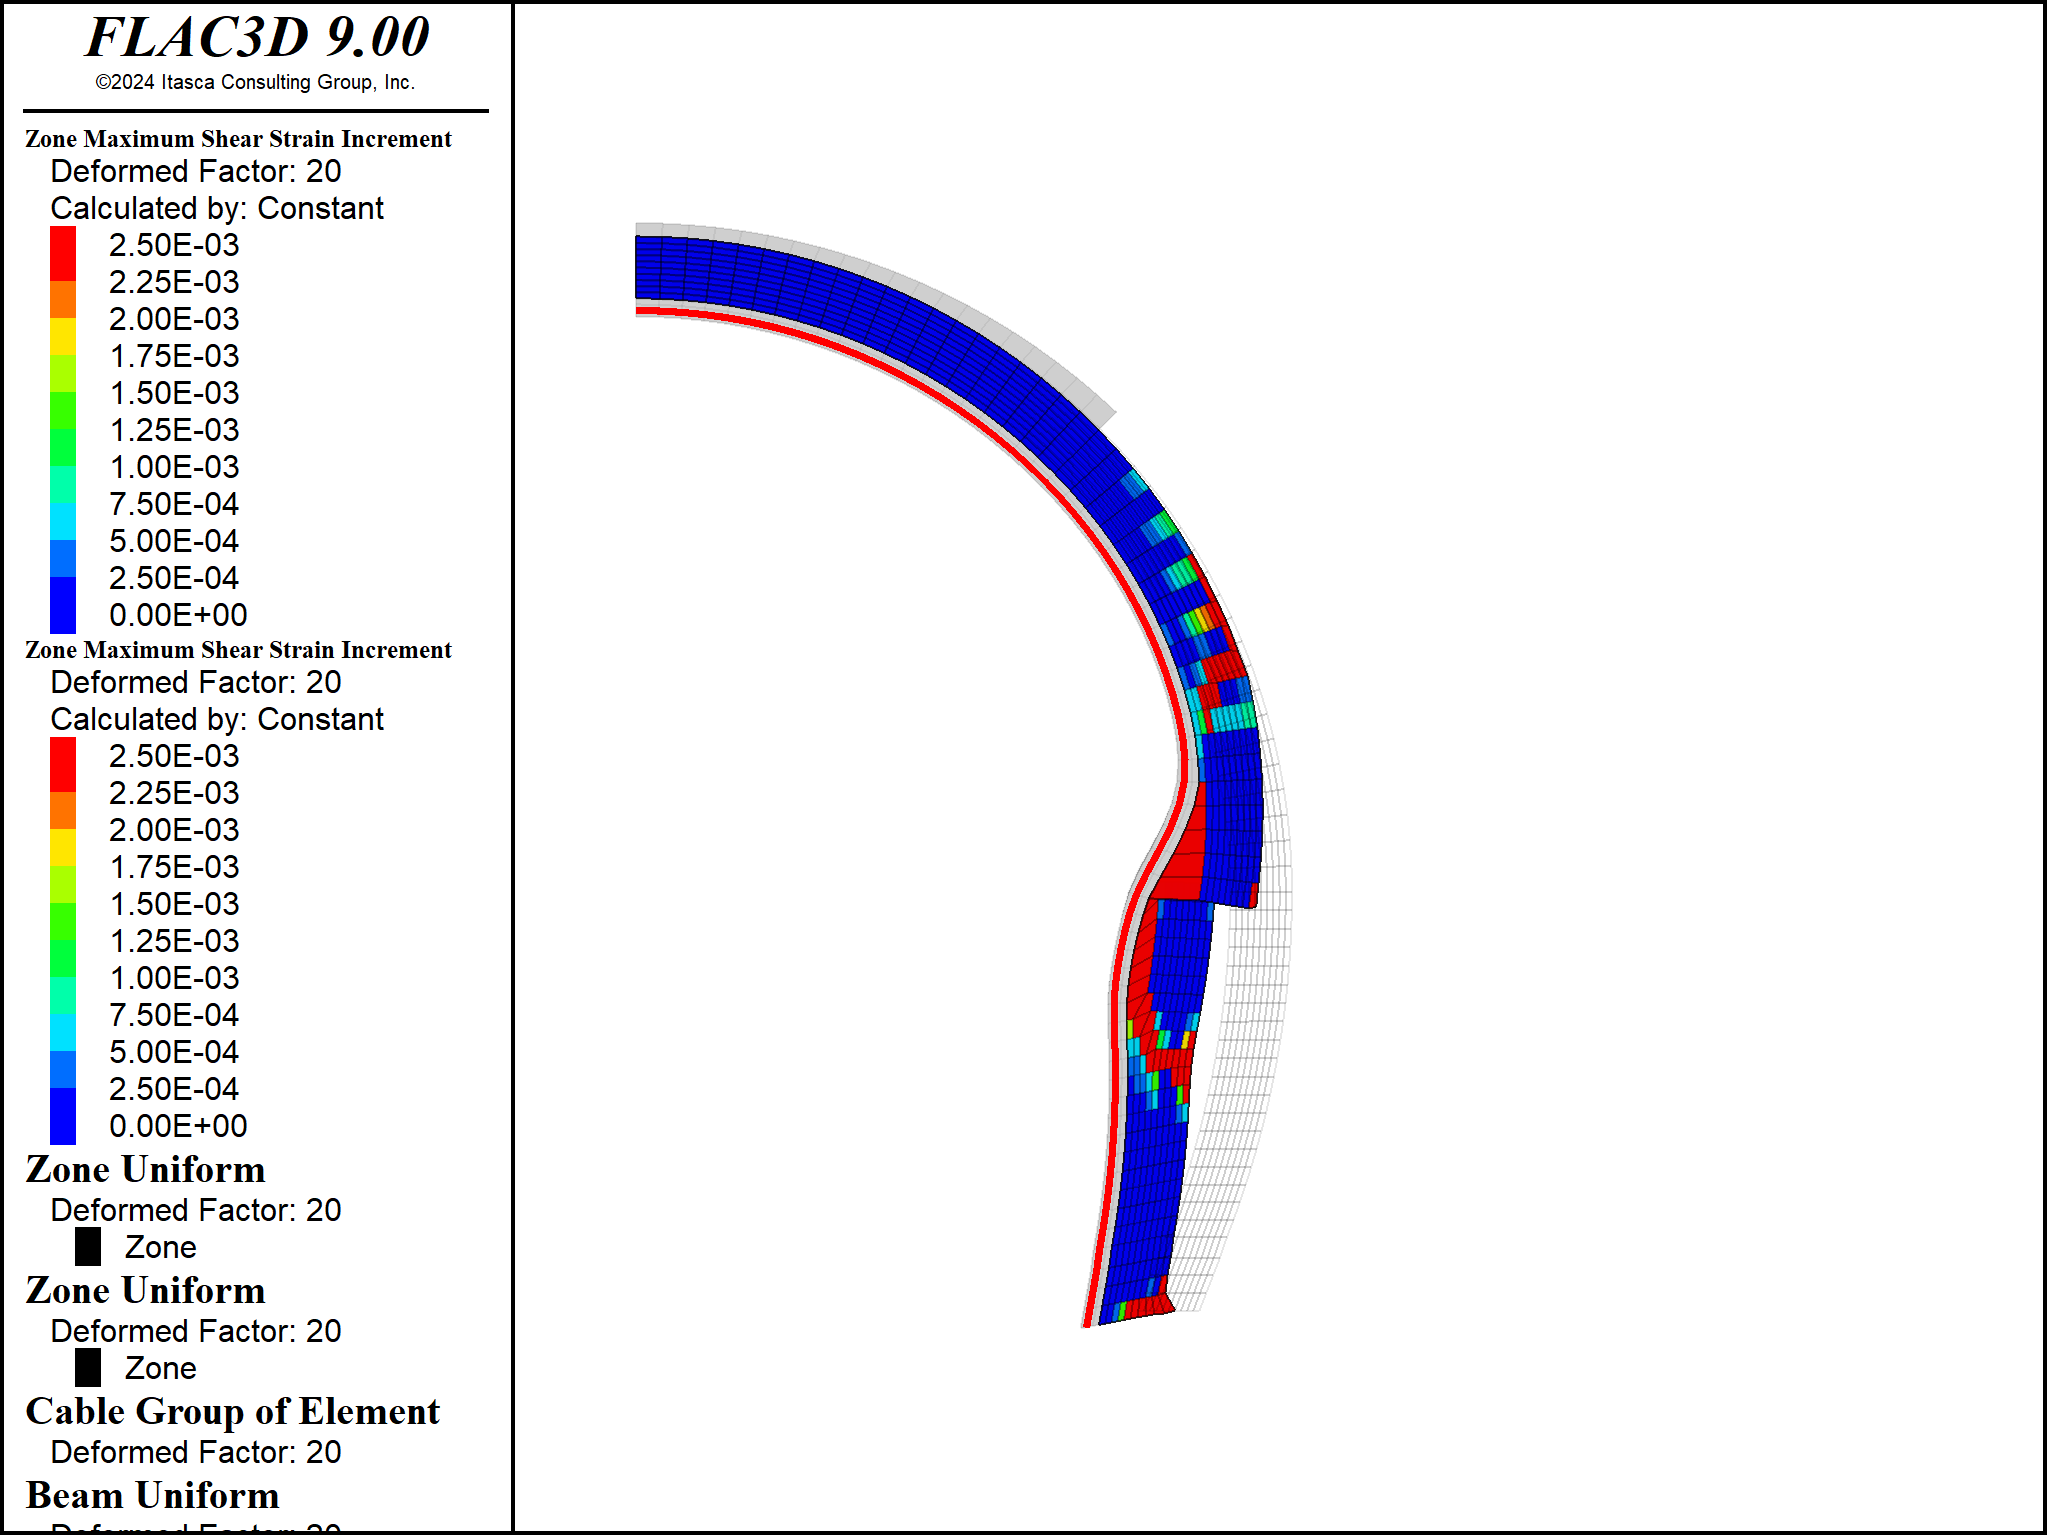 FLAC3D 9.00
©2024 Itasca Consulting Group, Inc.
Zone Maximum Shear Strain Increment
Deformed Factor: 20
Calculated by: Constant
2.50E-03
2.25E-03
2.00E-03
1.75E-03
1.50E-03
1.25E-03
1.00E-03
7.50E-04
5.00E-04
2.50E-04
0.00E+00
Zone Maximum Shear Strain Increment
Deformed Factor: 20
Calculated by: Constant
2.50E-03
2.25E-03
2.00E-03
1.75E-03
1.50E-03
1.25E-03
1.00E-03
7.50E-04
5.00E-04
2.50E-04
0.00E+00
Zone Uniform
Deformed Factor: 20
Zone
Zone Uniform
Deformed Factor: 20
Zone
Cable Group of Element
Deformed Factor: 20
Beam Uniform